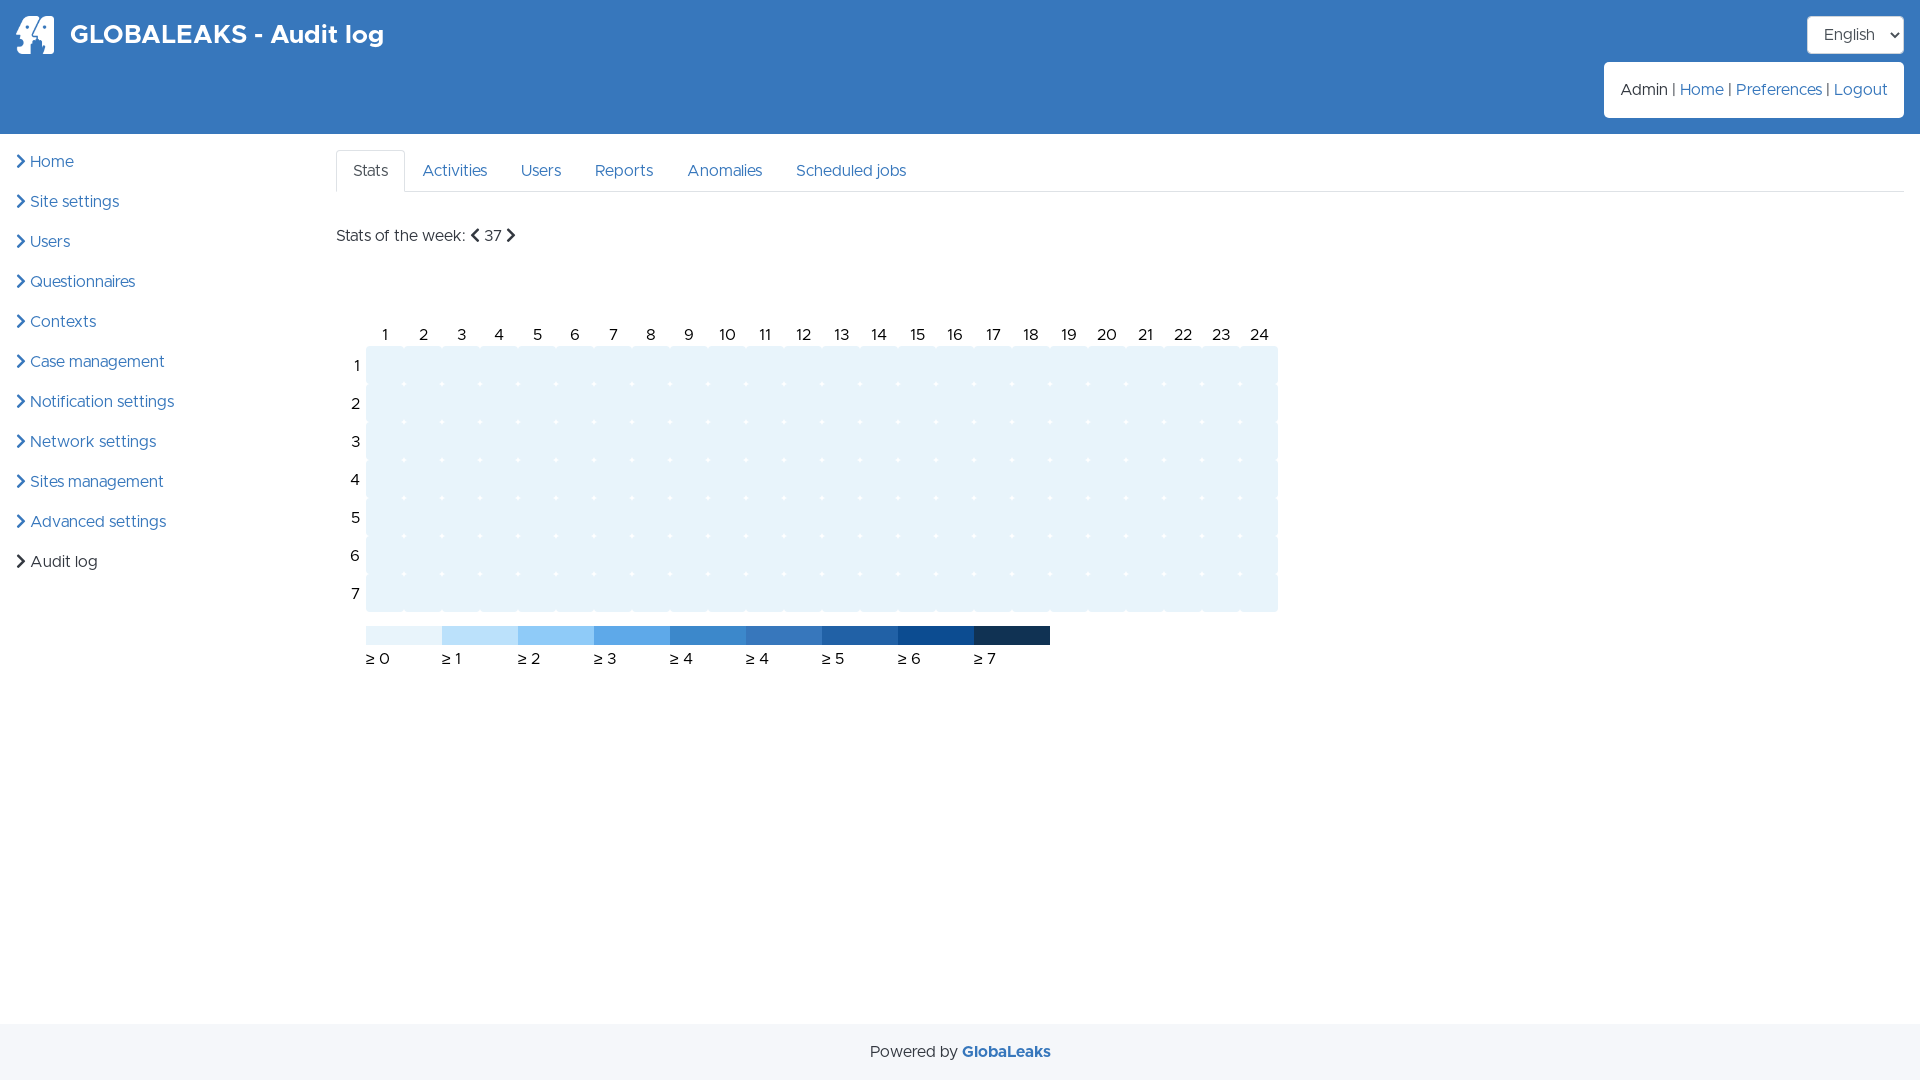 GLOBALEAKS - Audit log
English
Admin | Home | Preferences | Logout
Home
Site settings
Users
Questionnaires
Contexts
Case management
Notification settings
Network settings
Sites management
Advanced settings
Audit log
Stats Activities Users Reports Anomalies Scheduled jobs
Stats of the week: 37
1 2 3 4 5 6 7 8 9 10 11 12 13 14 15 16 17 18 19 20 21 22 23 24
1
2
3
4
5
6
7
≥ 0 ≥ 1 ≥ 2 ≥ 3 ≥ 4 ≥ 4 ≥ 5 ≥ 6 ≥ 7
Powered by GlobaLeaks